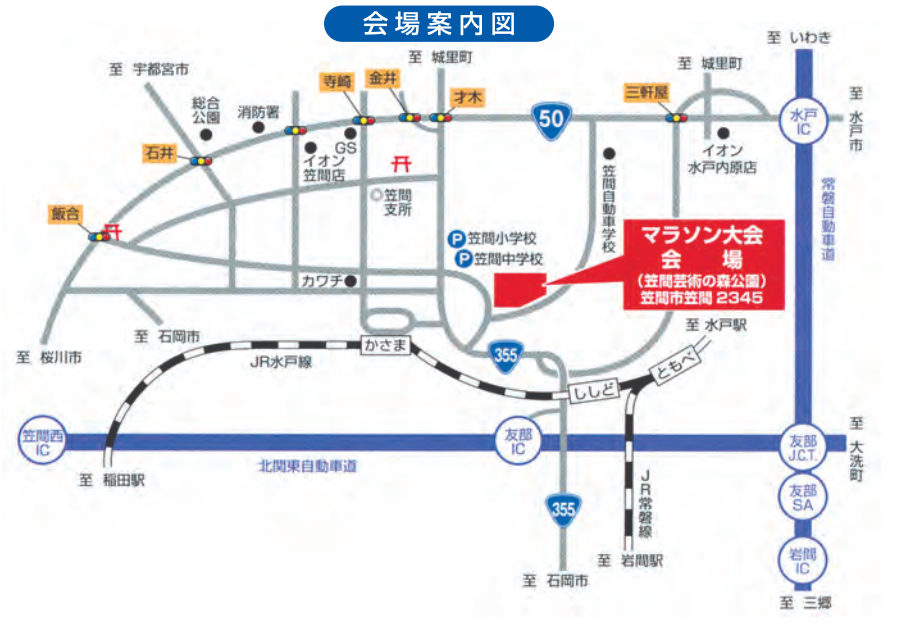 会場案内図
至 いわき
至 宇都宮市
至 城里町
至 城里町
寺崎
金井
才木
三軒屋
総合
公園
消防署
50
水戸
IC
至 水戸市
石井
GS
イオン
笠間店
イオン
水戸内原店
笠間
支所
笠間自動車学校
常磐自動車道
飯合
P 笠間小学校
P 笠間中学校
マラソン大会
会 場
(笠間芸術の森公園)
笠間市笠間 2345
カワチ
至 石岡市
至 桜川市
JR水戸線
かさま
355
至 水戸駅
ともべ
ししど
笠間西
IC
友部
IC
友部
J.C.T.
至 大洗町
北関東自動車道
至 稲田駅
友部
SA
JR常磐線
355
岩間
IC
至 岩間駅
至 石岡市
至 三郷